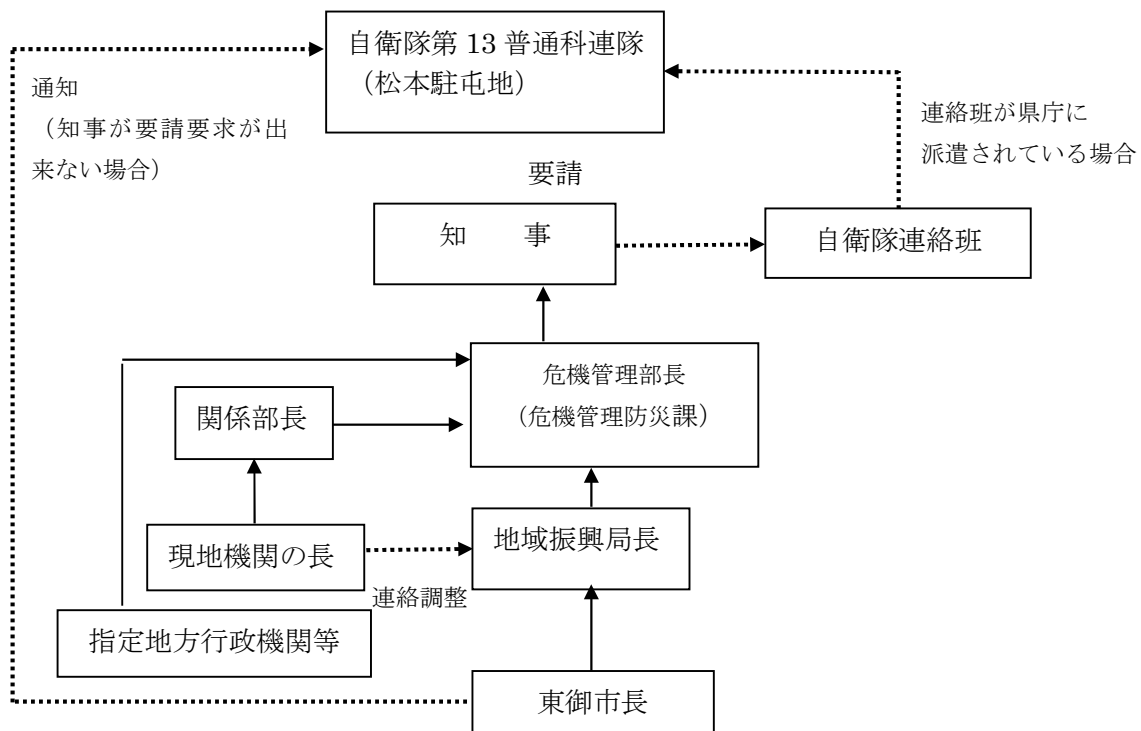 自衛隊第 13 普通科連隊
（松本駐屯地）
通知
（知事が要請要求が出
来ない場合）
連絡班が県庁に
派遣されている場合
要請
知　　事
自衛隊連絡班
危機管理部長
（危機管理防災課）
関係部長
現地機関の長
地域振興局長
連絡調整
指定地方行政機関等
東御市長